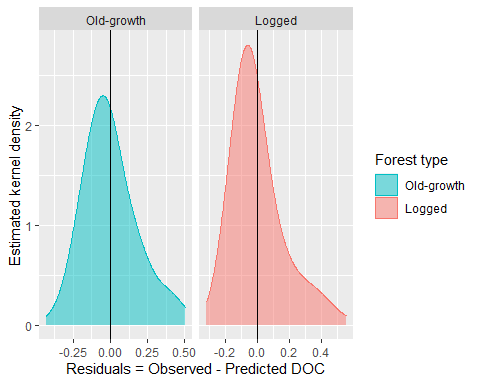 Old-growth Logged
Estimated kernel density
2
1
0
-0.25 0.00 0.25 0.50 -0.2 0.0 0.2 0.4
Residuals = Observed - Predicted DOC
Forest type
Old-growth
Logged